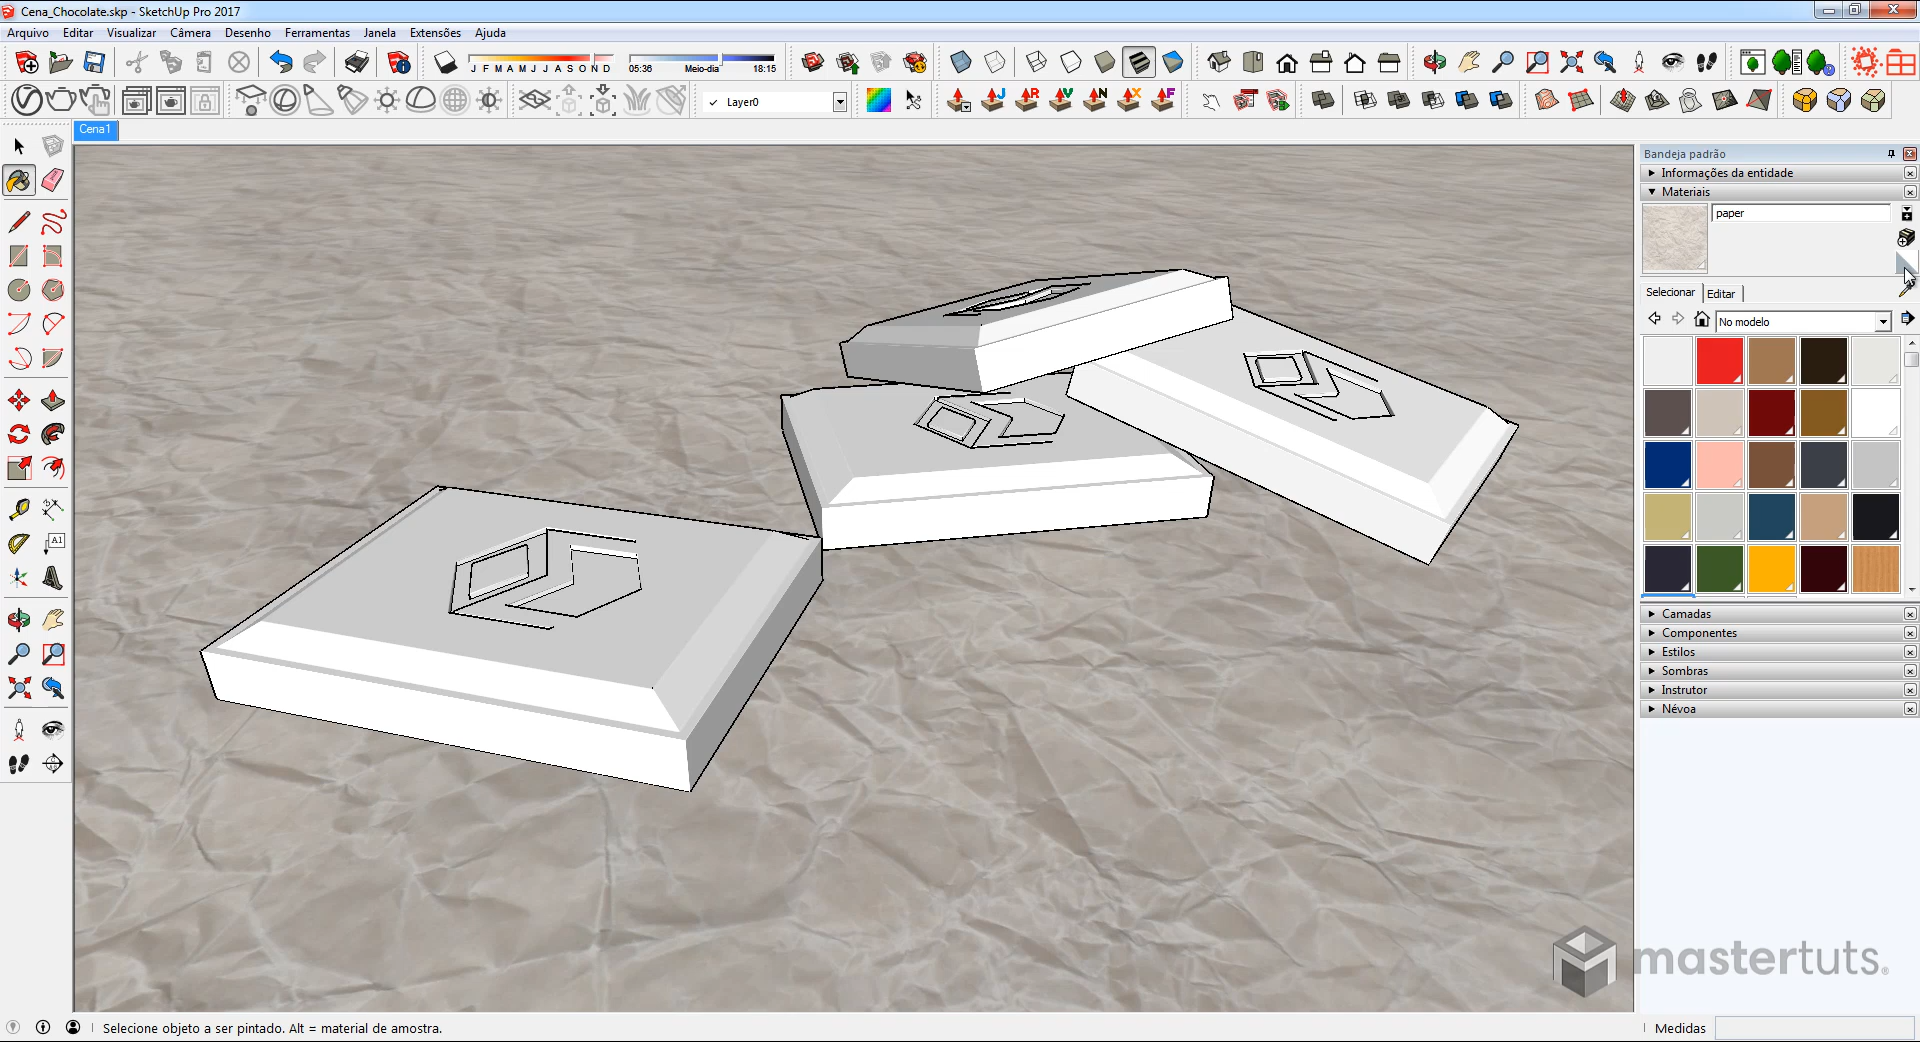 Cena_Chocolate.skp - SketchUp Pro 2017
Arquivo Editar Visualizar Câmera Desenho Ferramentas Janela Extensões Ajuda
J F M A M J J A S O N D
05:36 Meio-dia 18:15
Layer0
J R V N X F
Cena1
Bandeja padrão
Informações da entidade
Materiais
paper
Selecionar Editar
No modelo
A1
Camadas
Componentes
Estilos
Sombras
Instrutor
Névoa
mastertuts®
Selecione objeto a ser pintado. Alt = material de amostra.
Medidas